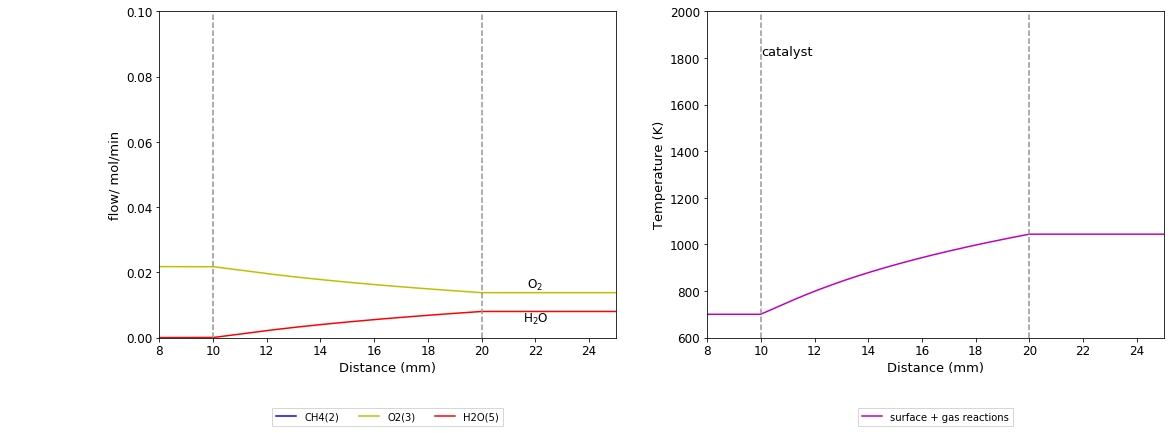 0.10
0.08
0.06
0.04
0.02
0.00
flow/ mol/min
O2
H2O
8 10 12 14 16 18 20 22 24
Distance (mm)
CH4(2) O2(3) H2O(5)
2000
1800
1600
1400
1200
1000
800
600
Temperature (K)
catalyst
8 10 12 14 16 18 20 22 24
Distance (mm)
surface + gas reactions